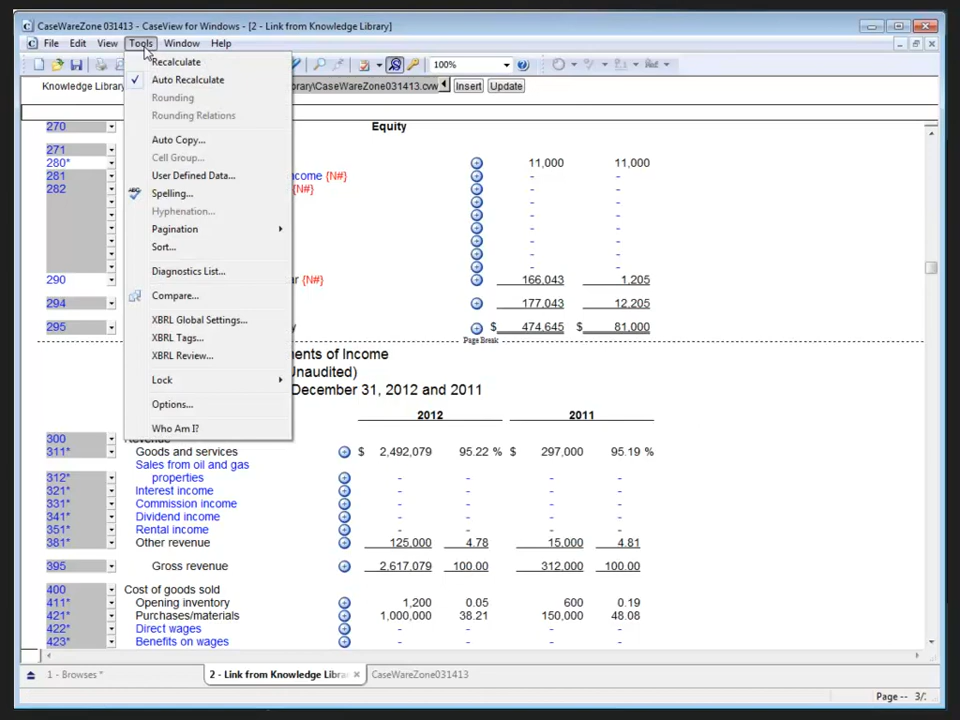 CaseWareZone 031413 - CaseView for Windows - [2 - Link from Knowledge Library]
File Edit View Tools Window Help
100%
Knowledge Library rary\CaseWareZone031413.cvw Insert Update
Recalculate
Auto Recalculate
Rounding
Rounding Relations
Auto Copy...
Cell Group...
User Defined Data...
Spelling...
Hyphenation...
Pagination
Sort...
Diagnostics List...
Compare...
XBRL Global Settings...
XBRL Tags...
XBRL Review...
Lock
Options...
Who Am I?
270 Equity
271
280* 11,000 11,000
281 ncome {N#} - -
282 {N#} - -
- -
- -
- -
- -
- -
- -
290 ar {N#} 166,043 1,205
294 177,043 12,205
295 y $ 474,645 $ 81,000
Page Break
ents of Income
Unaudited)
December 31, 2012 and 2011
2012 2011
300 Revenue
311* Goods and services $ 2,492,079 95.22 % $ 297,000 95.19 %
Sales from oil and gas
312* properties - - - -
321* Interest income - - - -
331* Commission income - - - -
341* Dividend income - - - -
351* Rental income - - - -
381* Other revenue 125,000 4.78 15,000 4.81
395 Gross revenue 2,617,079 100.00 312,000 100.00
400 Cost of goods sold
411* Opening inventory 1,200 0.05 600 0.19
421* Purchases/materials 1,000,000 38.21 150,000 48.08
422* Direct wages - - - -
423* Benefits on wages - - - -
1 - Browses * 2 - Link from Knowledge Librar CaseWareZone031413
Page -- 3/